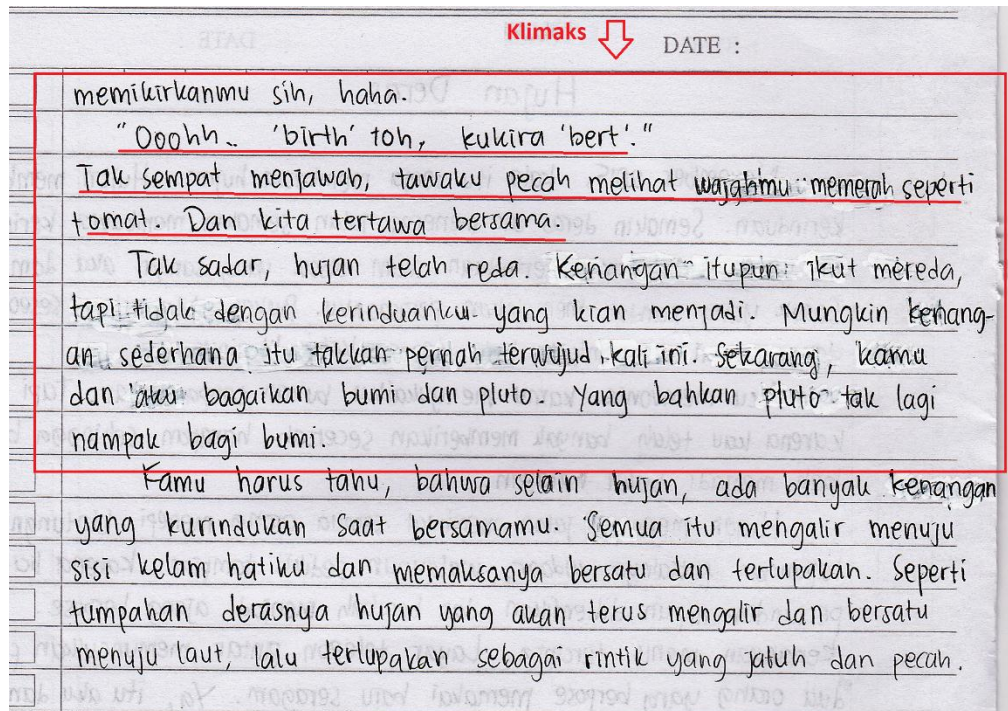 Klimaks
DATE :
memikirkanmu sih, haha.
"Ooohh.. 'birth' toh, kukira 'bert'."
Tak sempat menjawab, tawaku pecah melihat wajahmu memerah seperti
tomat. Dan kita tertawa bersama.
Tak sadar, hujan telah reda. Kenangan itupun ikut mereda,
tapi tidak dengan kerinduanku yang kian menjadi. Mungkin kenang-
an sederhana itu takkan pernah terwujud kali ini. Sekarang, kamu
dan aku bagaikan bumi dan pluto. Yang bahkan pluto tak lagi
nampak bagi bumi.
Kamu harus tahu, bahwa selain hujan, ada banyak kenangan
yang kurindukan saat bersamamu. Semua itu mengalir menuju
sisi kelam hatiku dan memaksanya bersatu dan terlupakan. Seperti
tumpahan derasnya hujan yang akan terus mengalir dan bersatu
menuju laut, lalu terlupakan sebagai rintik yang jatuh dan pecah.